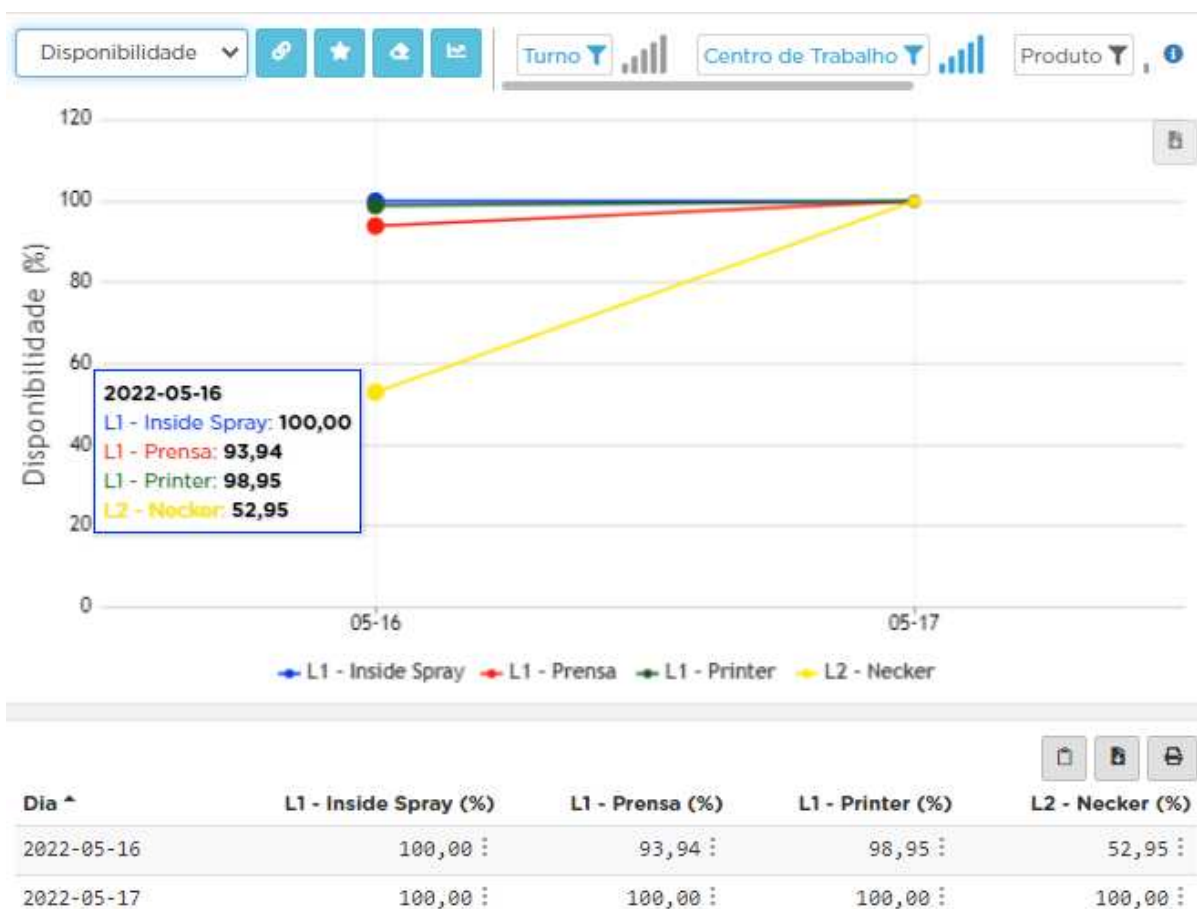 Disponibilidade Turno Centro de Trabalho Produto
120
100
80
60
40
20
0
Disponibilidade (%)
2022-05-16
L1 - Inside Spray: 100,00
L1 - Prensa: 93,94
L1 - Printer: 98,95
L2 - Necker: 52,95
05-16 05-17
L1 - Inside Spray L1 - Prensa L1 - Printer L2 - Necker
Dia L1 - Inside Spray (%) L1 - Prensa (%) L1 - Printer (%) L2 - Necker (%)
2022-05-16 100,00 93,94 98,95 52,95
2022-05-17 100,00 100,00 100,00 100,00